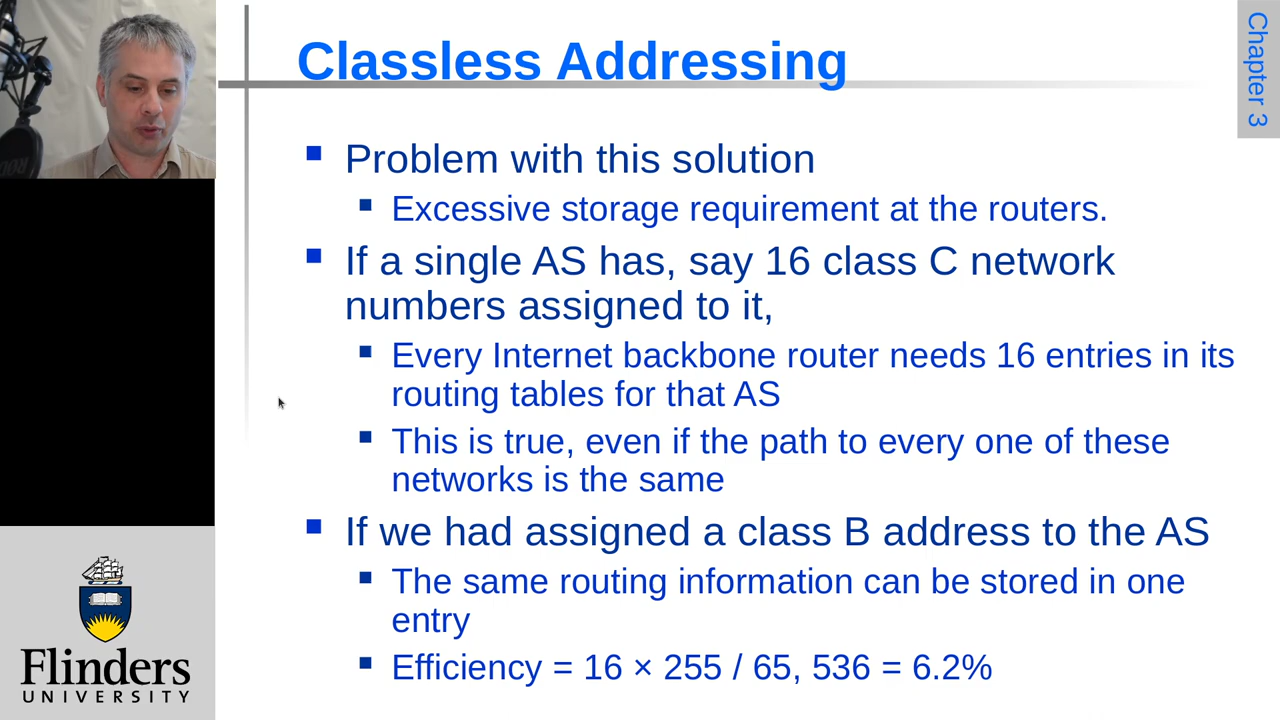 Classless Addressing
Chapter 3
Problem with this solution
Excessive storage requirement at the routers.
If a single AS has, say 16 class C network
numbers assigned to it,
Every Internet backbone router needs 16 entries in its
routing tables for that AS
This is true, even if the path to every one of these
networks is the same
If we had assigned a class B address to the AS
The same routing information can be stored in one
entry
Efficiency = 16 × 255 / 65, 536 = 6.2%
Flinders
UNIVERSITY